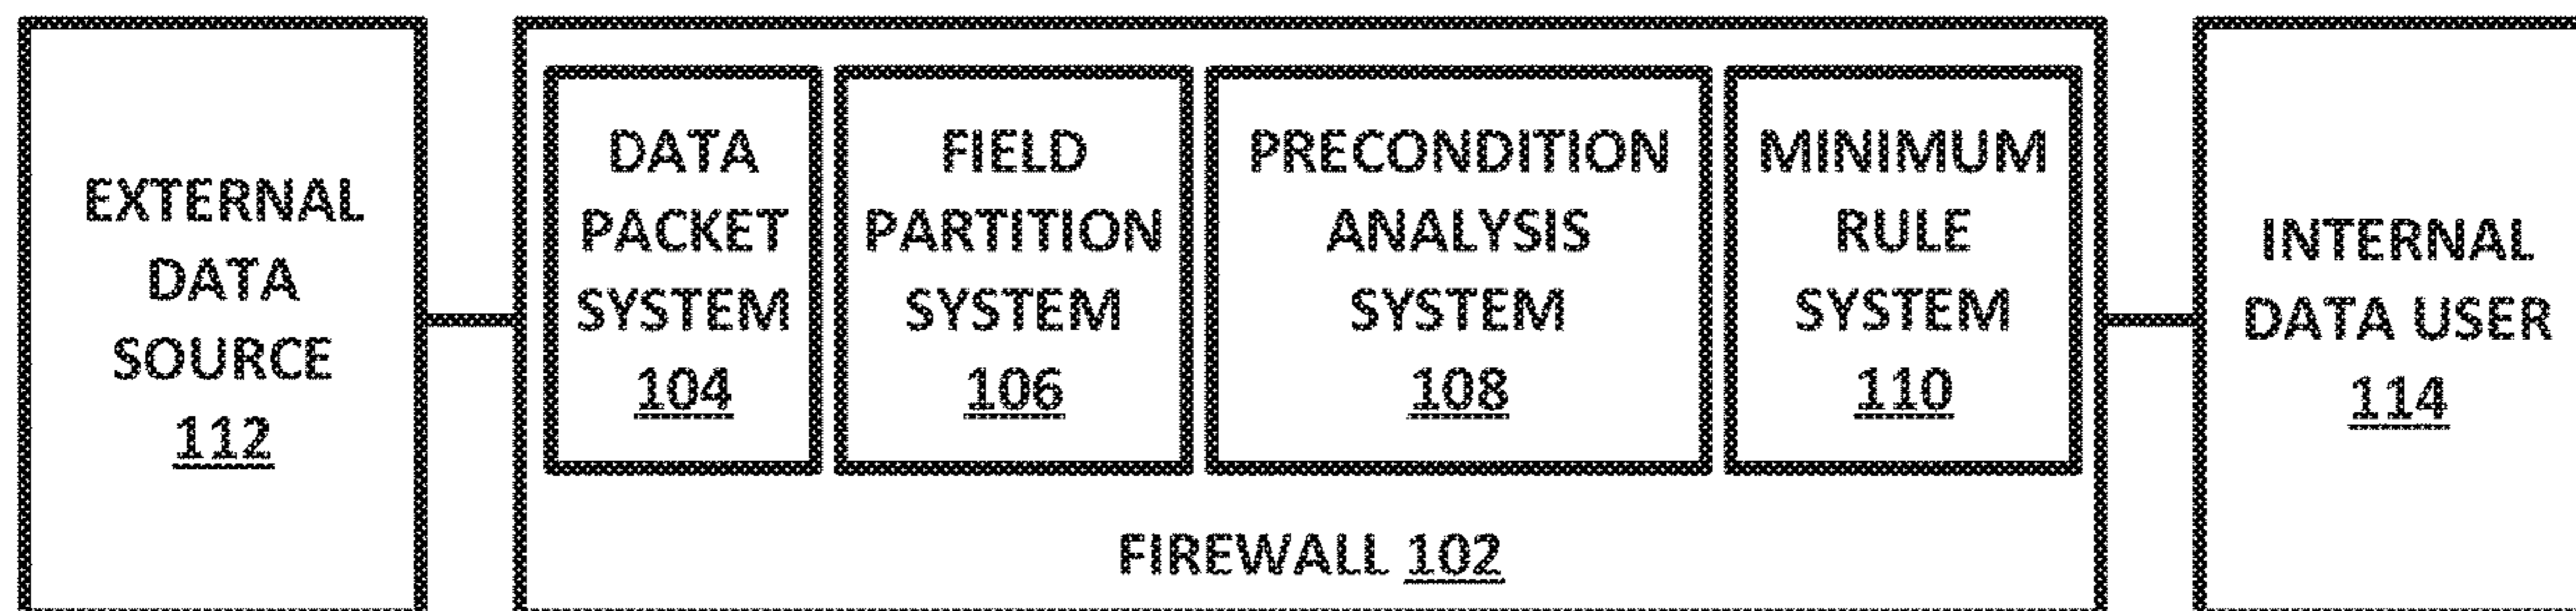 EXTERNAL
DATA
SOURCE
112
DATA
PACKET
SYSTEM
104
FIELD
PARTITION
SYSTEM
106
PRECONDITION
ANALYSIS
SYSTEM
108
MINIMUM
RULE
SYSTEM
110
FIREWALL 102
INTERNAL
DATA USER
114